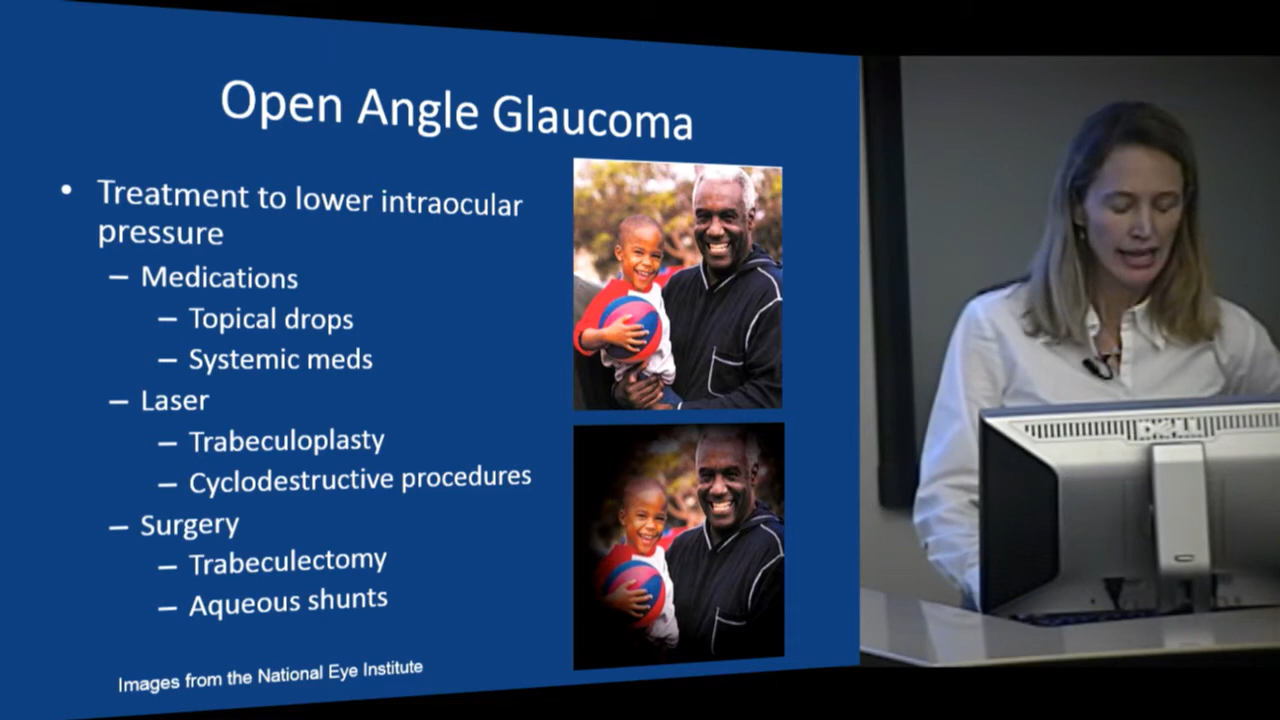 Open Angle Glaucoma
• Treatment to lower intraocular
pressure
– Medications
– Topical drops
– Systemic meds
– Laser
– Trabeculoplasty
– Cyclodestructive procedures
– Surgery
– Trabeculectomy
– Aqueous shunts
Images from the National Eye Institute
DELL